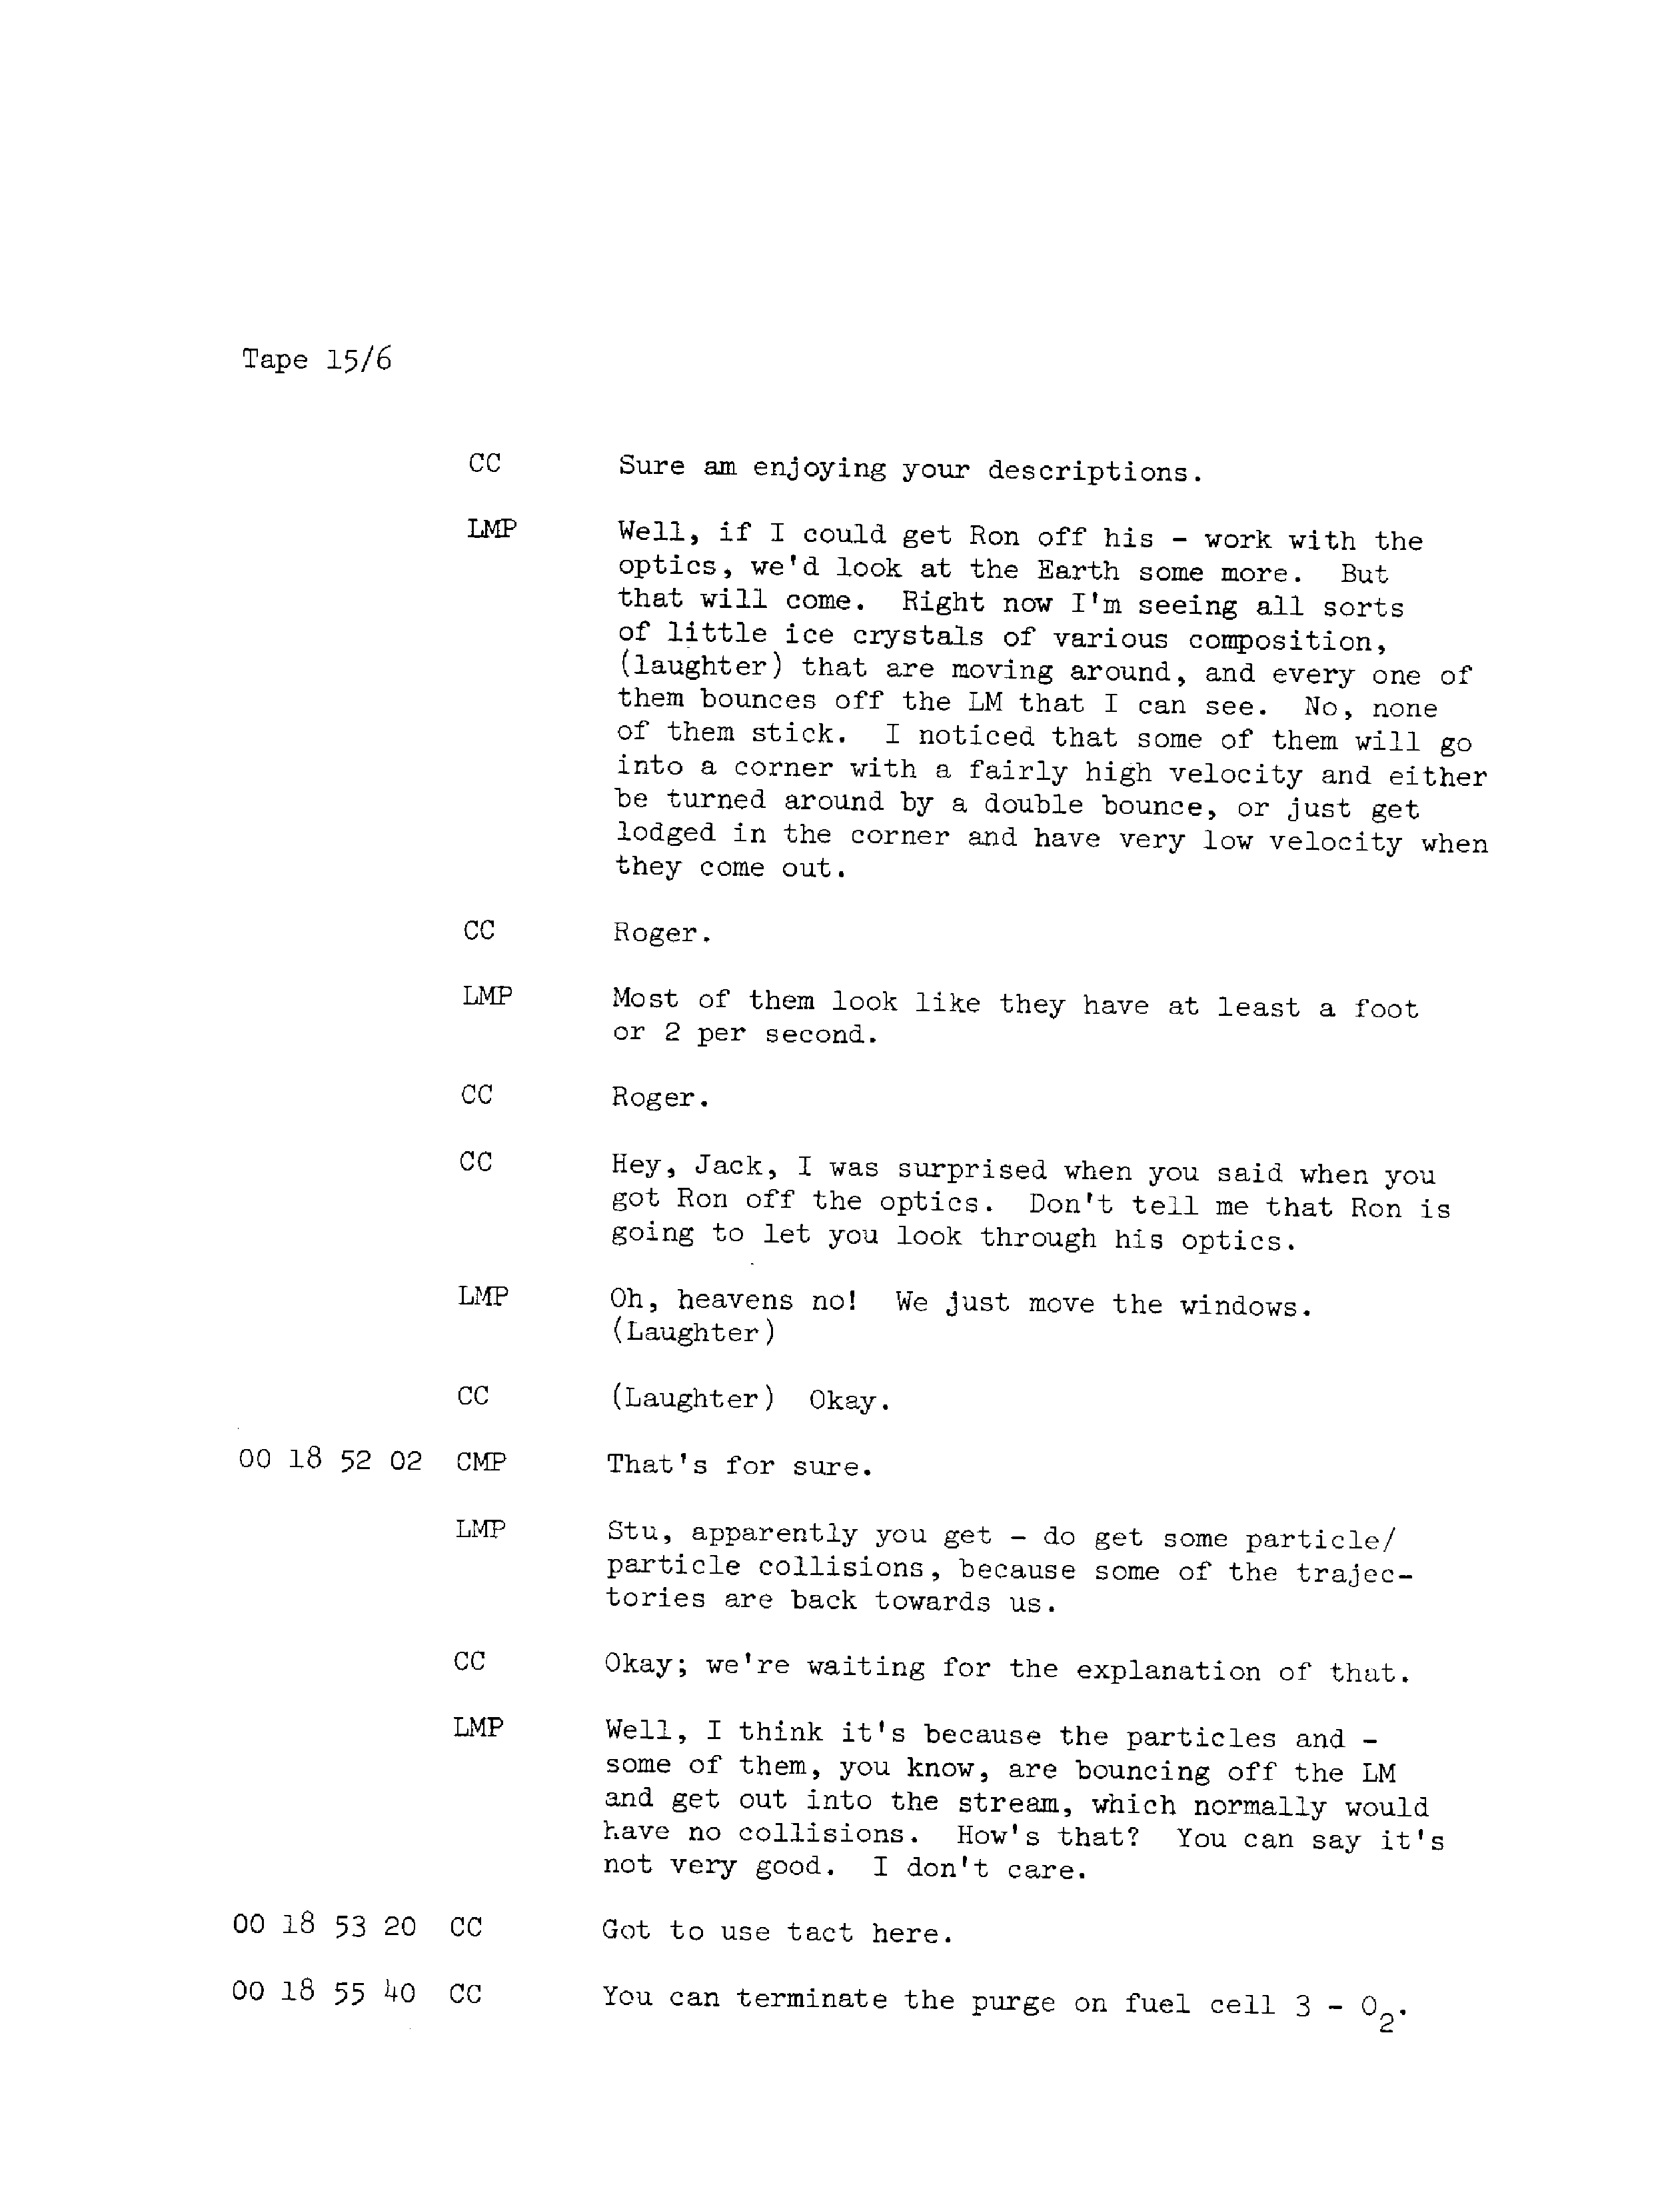 Tape 15/6
CC Sure am enjoying your descriptions.
LMP Well, if I could get Ron off his - work with the
optics, we'd look at the Earth some more. But
that will come. Right now I'm seeing all sorts
of little ice crystals of various composition,
(laughter) that are moving around, and every one of
them bounces off the LM that I can see. No, none
of them stick. I noticed that some of them will go
into a corner with a fairly high velocity and either
be turned around by a double bounce, or just get
lodged in the corner and have very low velocity when
they come out.
CC Roger.
LMP Most of them look like they have at least a foot
or 2 per second.
CC Roger.
CC Hey, Jack, I was surprised when you said when you
got Ron off the optics. Don't tell me that Ron is
going to let you look through his optics.
LMP Oh, heavens no! We just move the windows.
(Laughter)
CC (Laughter) Okay.
00 18 52 02 CMP That's for sure.
LMP Stu, apparently you get - do get some particle/
particle collisions, because some of the trajec-
tories are back towards us.
CC Okay; we're waiting for the explanation of that.
LMP Well, I think it's because the particles and -
some of them, you know, are bouncing off the LM
and get out into the stream, which normally would
have no collisions. How's that? You can say it's
not very good. I don't care.
00 18 53 20 CC Got to use tact here.
00 18 55 40 CC You can terminate the purge on fuel cell 3 - O₂.